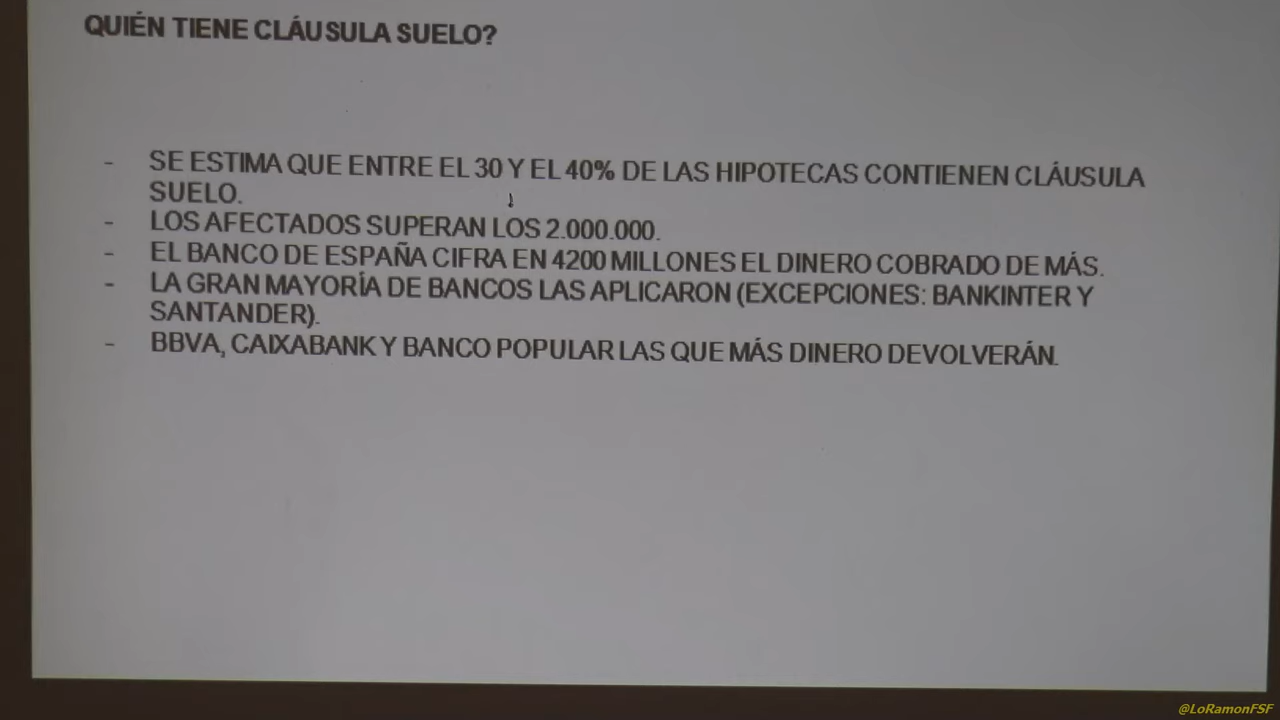 QUIÉN TIENE CLÁUSULA SUELO?
- SE ESTIMA QUE ENTRE EL 30 Y EL 40% DE LAS HIPOTECAS CONTIENEN CLÁUSULA
SUELO.
- LOS AFECTADOS SUPERAN LOS 2.000.000.
- EL BANCO DE ESPAÑA CIFRA EN 4200 MILLONES EL DINERO COBRADO DE MÁS.
- LA GRAN MAYORÍA DE BANCOS LAS APLICARON (EXCEPCIONES: BANKINTER Y
SANTANDER).
- BBVA, CAIXABANK Y BANCO POPULAR LAS QUE MÁS DINERO DEVOLVERÁN.
@LoRamonFSF